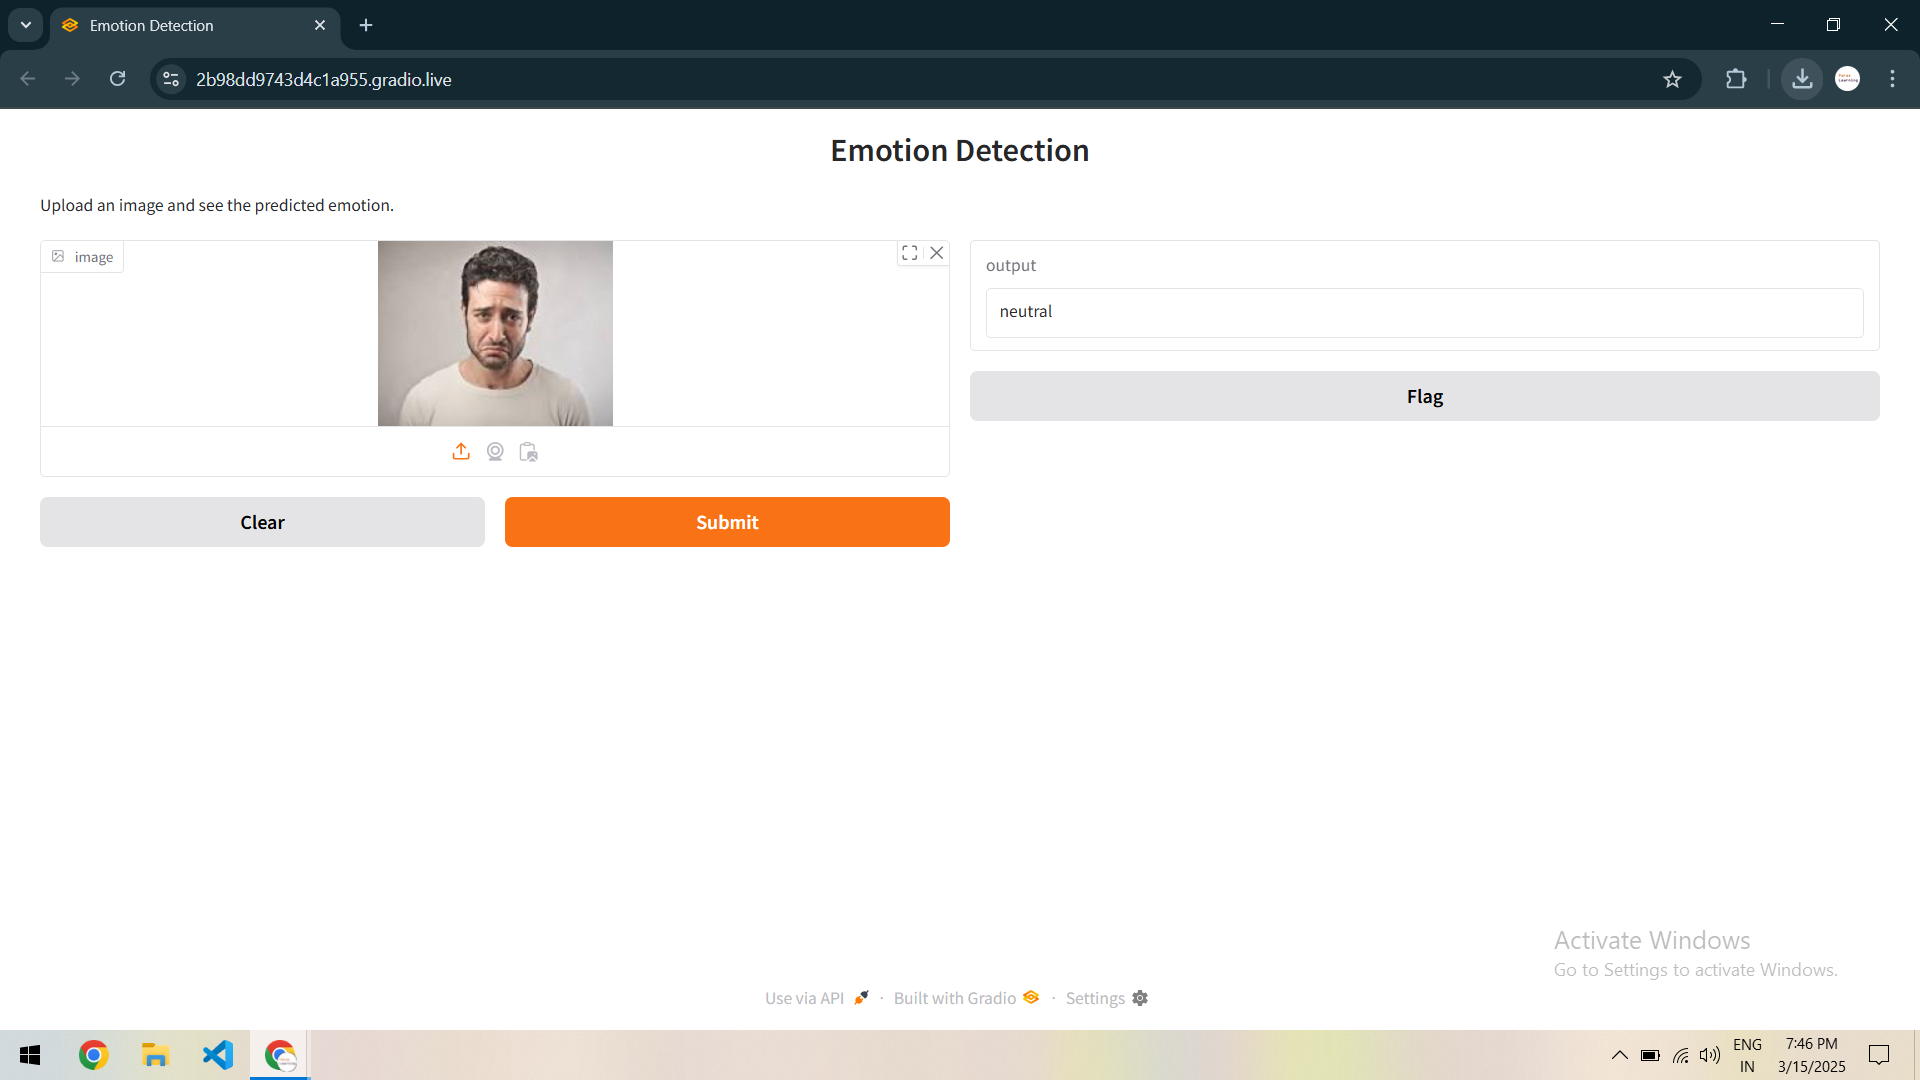 Emotion Detection
2b98dd9743d4c1a955.gradio.live
Emotion Detection
Upload an image and see the predicted emotion.
image
output
neutral
Flag
Clear
Submit
Activate Windows
Go to Settings to activate Windows.
Use via API · Built with Gradio · Settings
ENG
IN
7:46 PM
3/15/2025